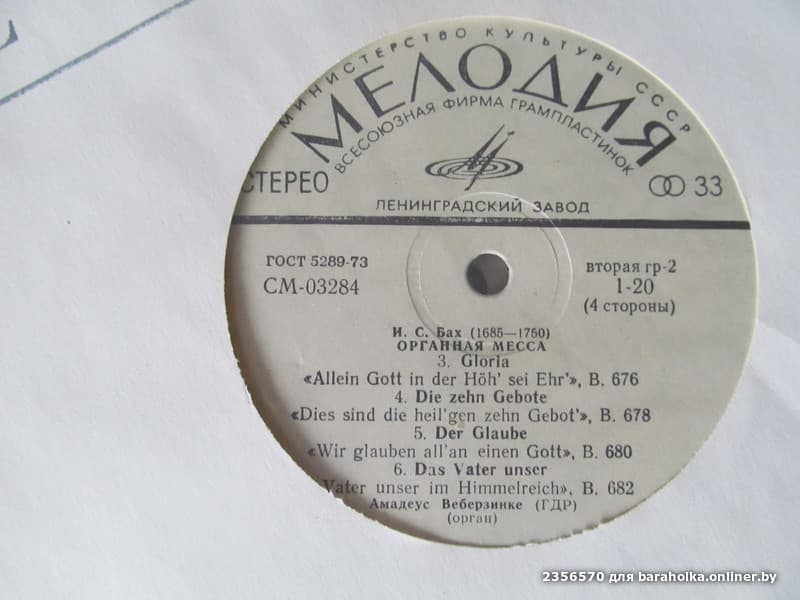 МИНИСТЕРСТВО КУЛЬТУРЫ СССР
МЕЛОДИЯ
ВСЕСОЮЗНАЯ ФИРМА ГРАМПЛАСТИНОК
СТЕРЕО
33
ЛЕНИНГРАДСКИЙ ЗАВОД
ГОСТ 5289-73
вторая гр-2
СМ-03284
1-20
(4 стороны)
И. С. Бах (1685—1750)
ОРГАННАЯ МЕССА
3. Gloria
«Allein Gott in der Höh' sei Ehr'», B. 676
4. Die zehn Gebote
«Dies sind die heil'gen zehn Gebot'», B. 678
5. Der Glaube
«Wir glauben all'an einen Gott», B. 680
6. Das Vater unser
Vater unser im Himmelreich», B. 682
Амадеус Веберзинке (ГДР)
(орган)
2356570 для baraholka.onliner.by